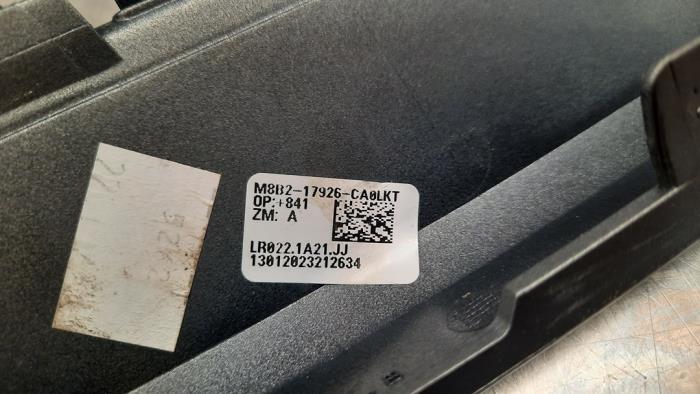 M8B2-17926-CA0LKT
OP:+841
ZM: A
LR022.1A21.JJ
13012023212634